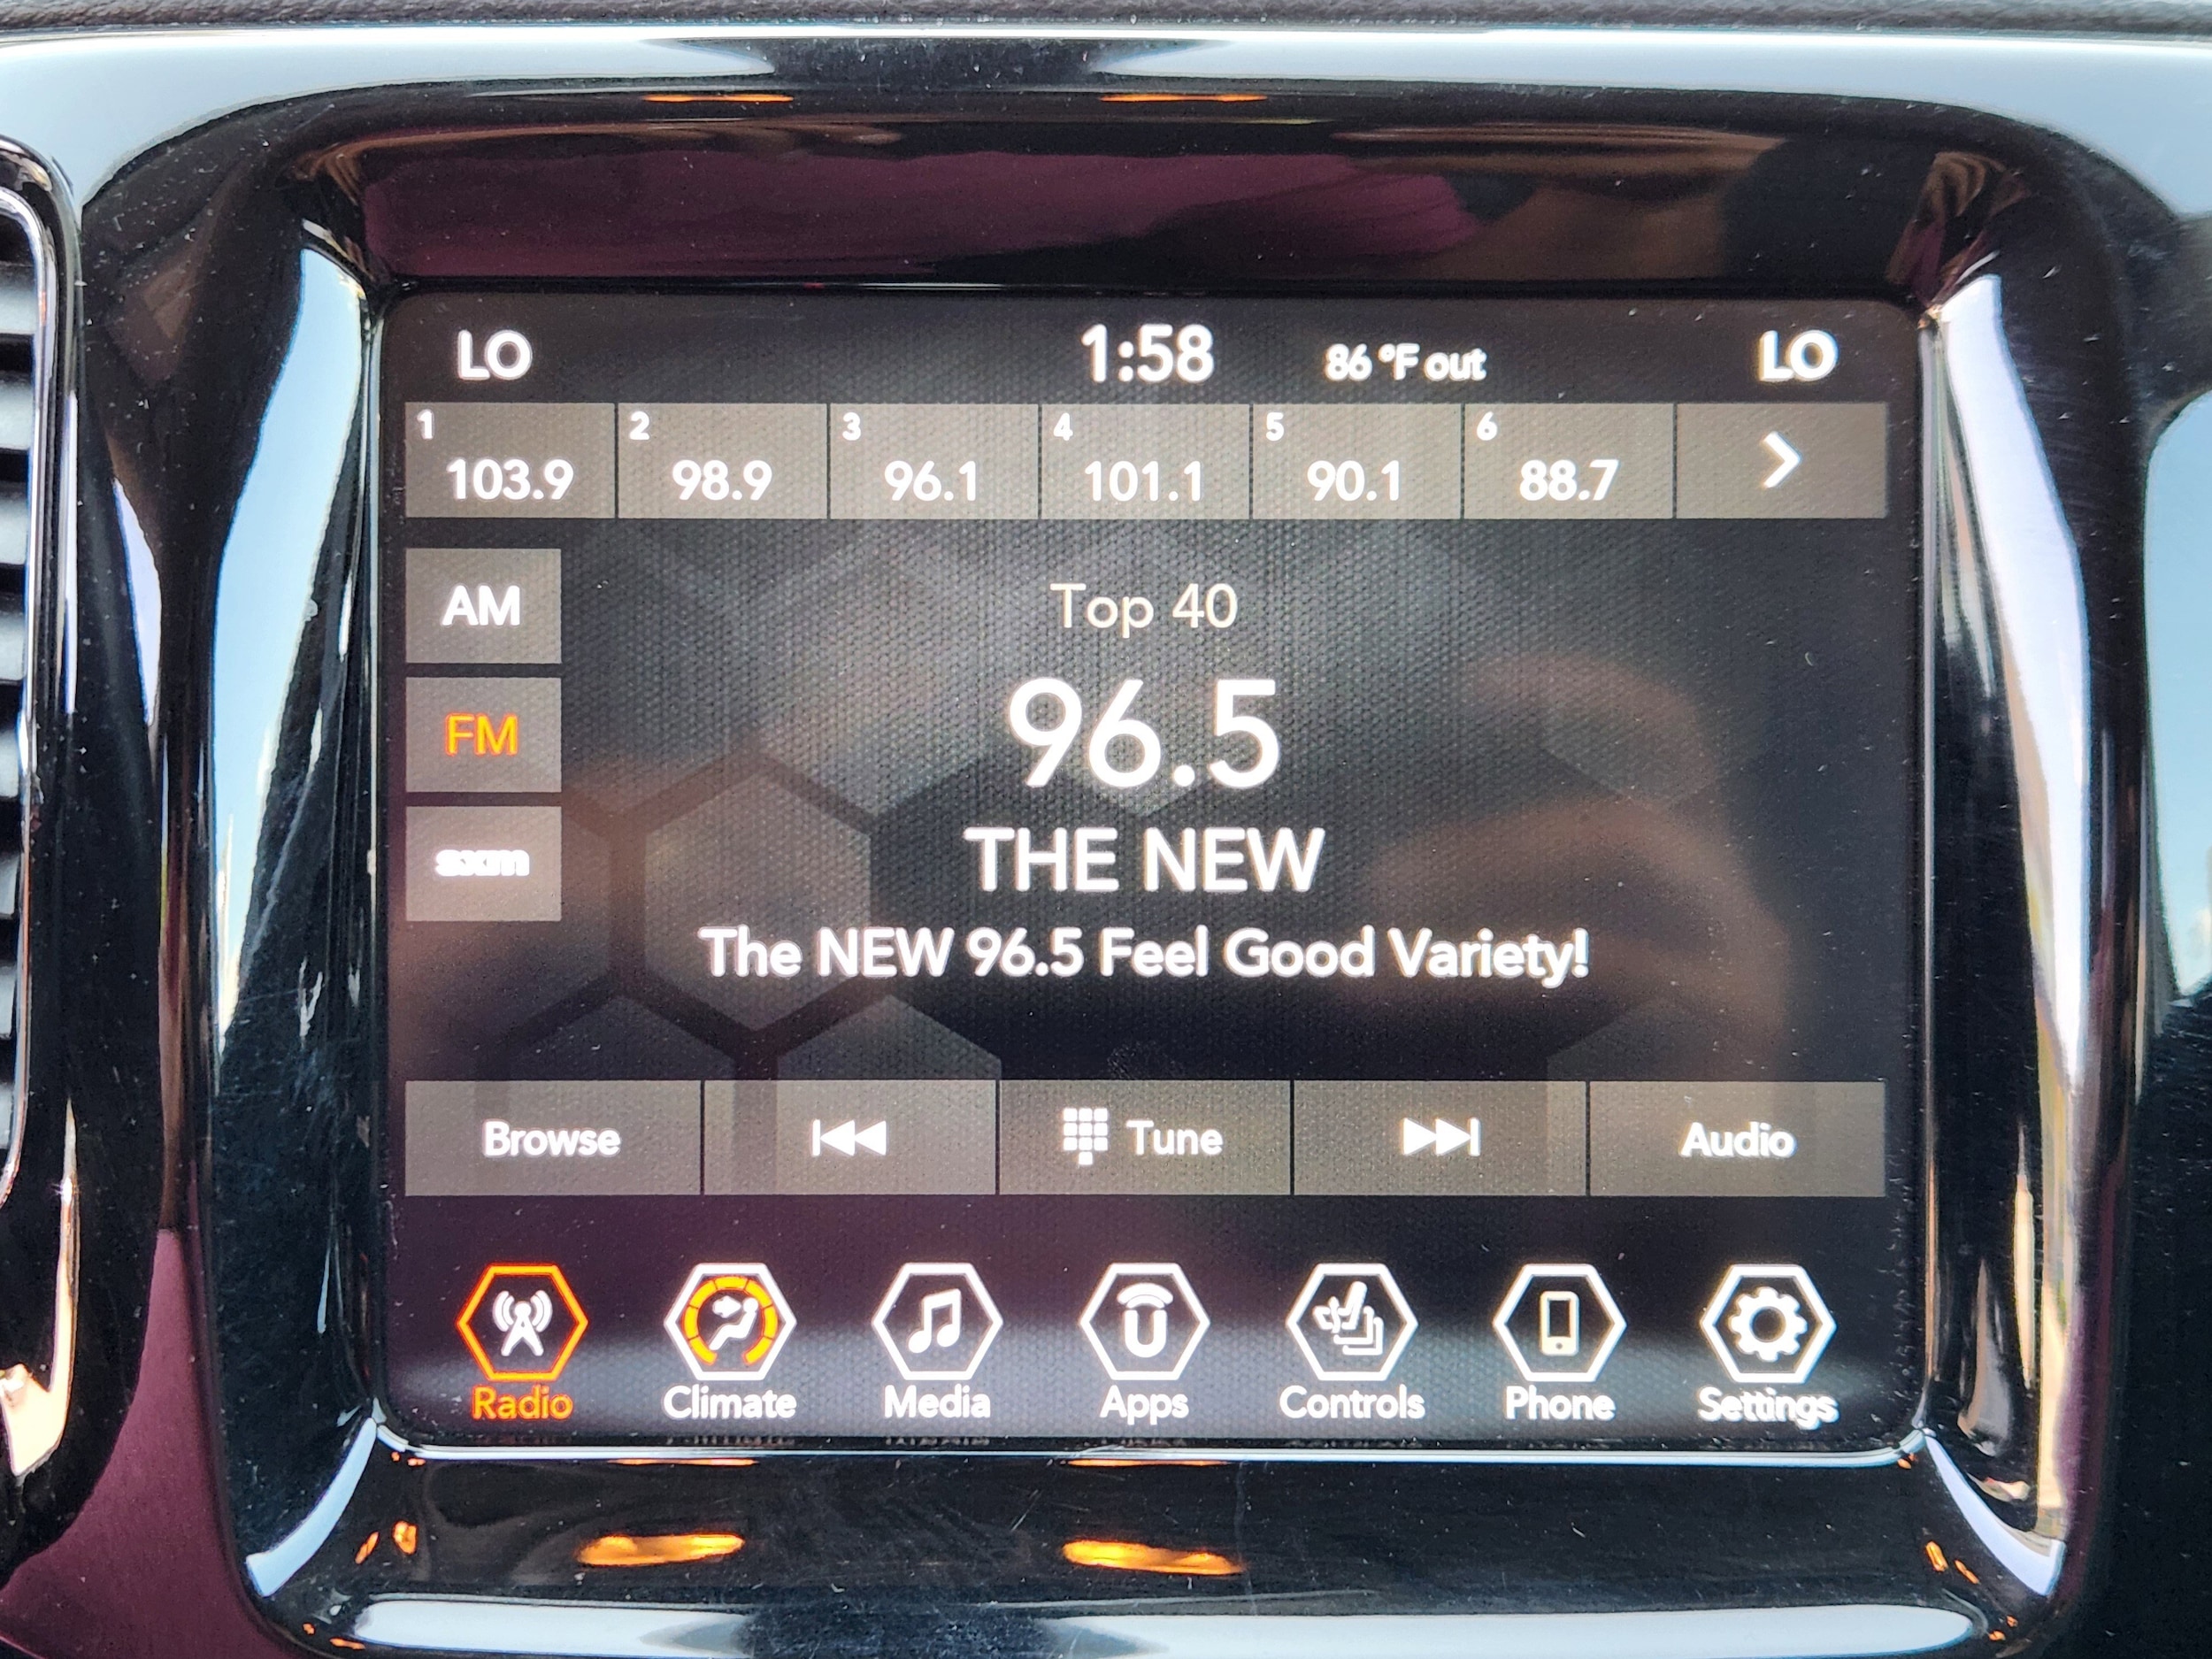 LO 1:58 86 °F out LO
1 2 3 4 5 6
103.9 98.9 96.1 101.1 90.1 88.7
AM
Top 40
FM
96.5
sxm
THE NEW
The NEW 96.5 Feel Good Variety!
Browse Tune Audio
Radio Climate Media Apps Controls Phone Settings